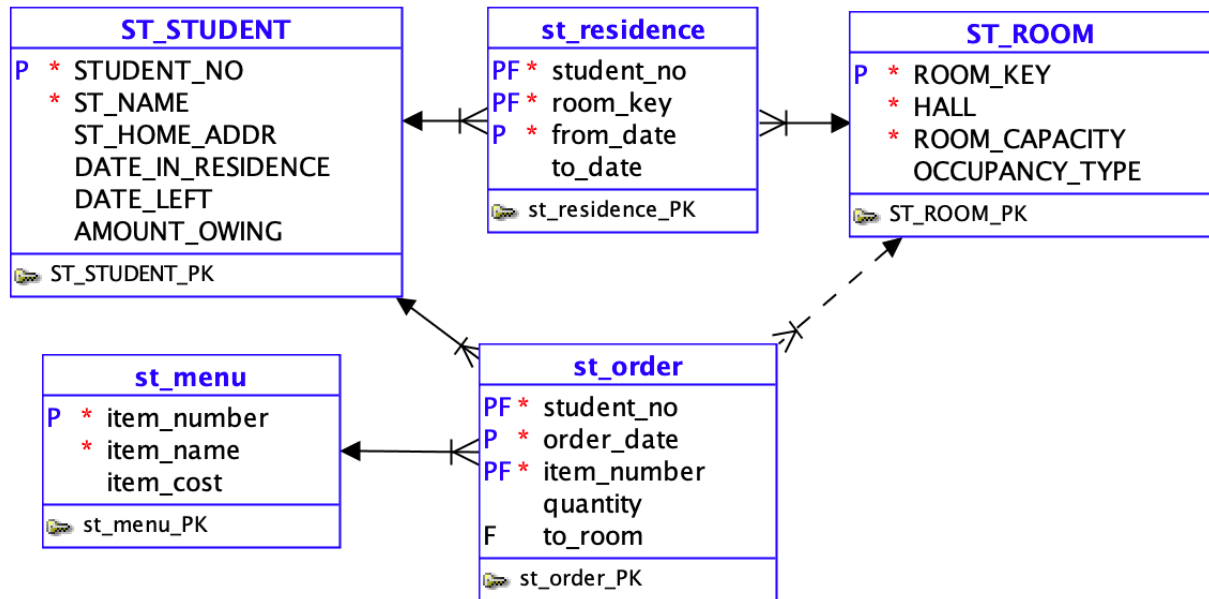 ST_STUDENT
P * STUDENT_NO
* ST_NAME
ST_HOME_ADDR
DATE_IN_RESIDENCE
DATE_LEFT
AMOUNT_OWING
ST_STUDENT_PK
st_residence
PF * student_no
PF * room_key
P * from_date
to_date
st_residence_PK
ST_ROOM
P * ROOM_KEY
* HALL
* ROOM_CAPACITY
OCCUPANCY_TYPE
ST_ROOM_PK
st_menu
P * item_number
* item_name
item_cost
st_menu_PK
st_order
PF * student_no
P * order_date
PF * item_number
quantity
F to_room
st_order_PK